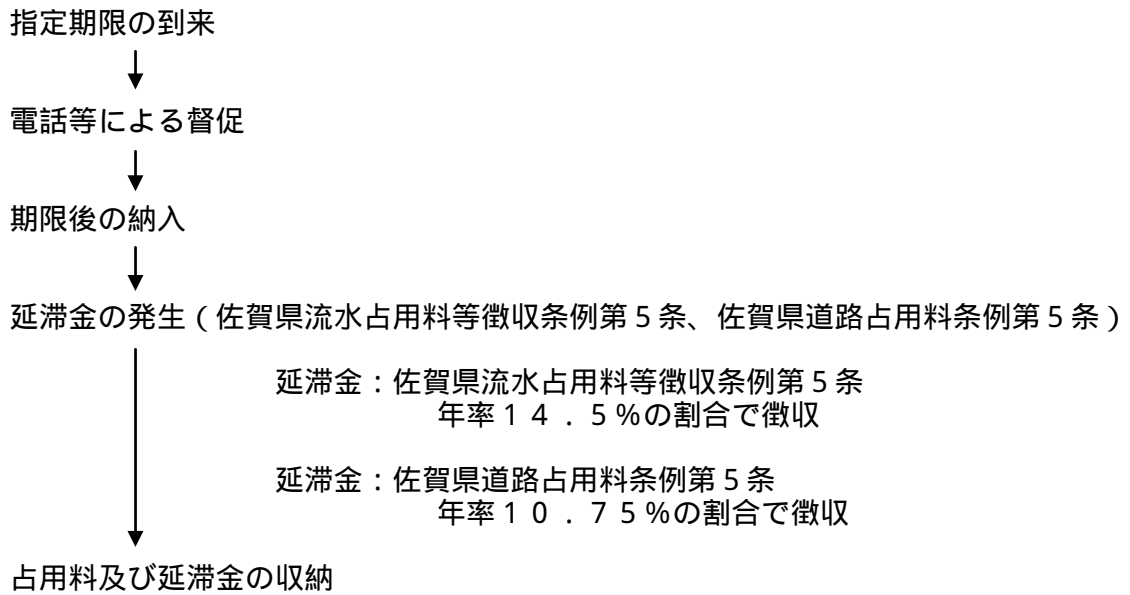 指定期限の到来
電話等による督促
期限後の納入
延滞金の発生(佐賀県流水占用料等徴収条例第5条、佐賀県道路占用料条例第5条)
延滞金:佐賀県流水占用料等徴収条例第5条
年率14.5%の割合で徴収
延滞金:佐賀県道路占用料条例第5条
年率10.75%の割合で徴収
占用料及び延滞金の収納